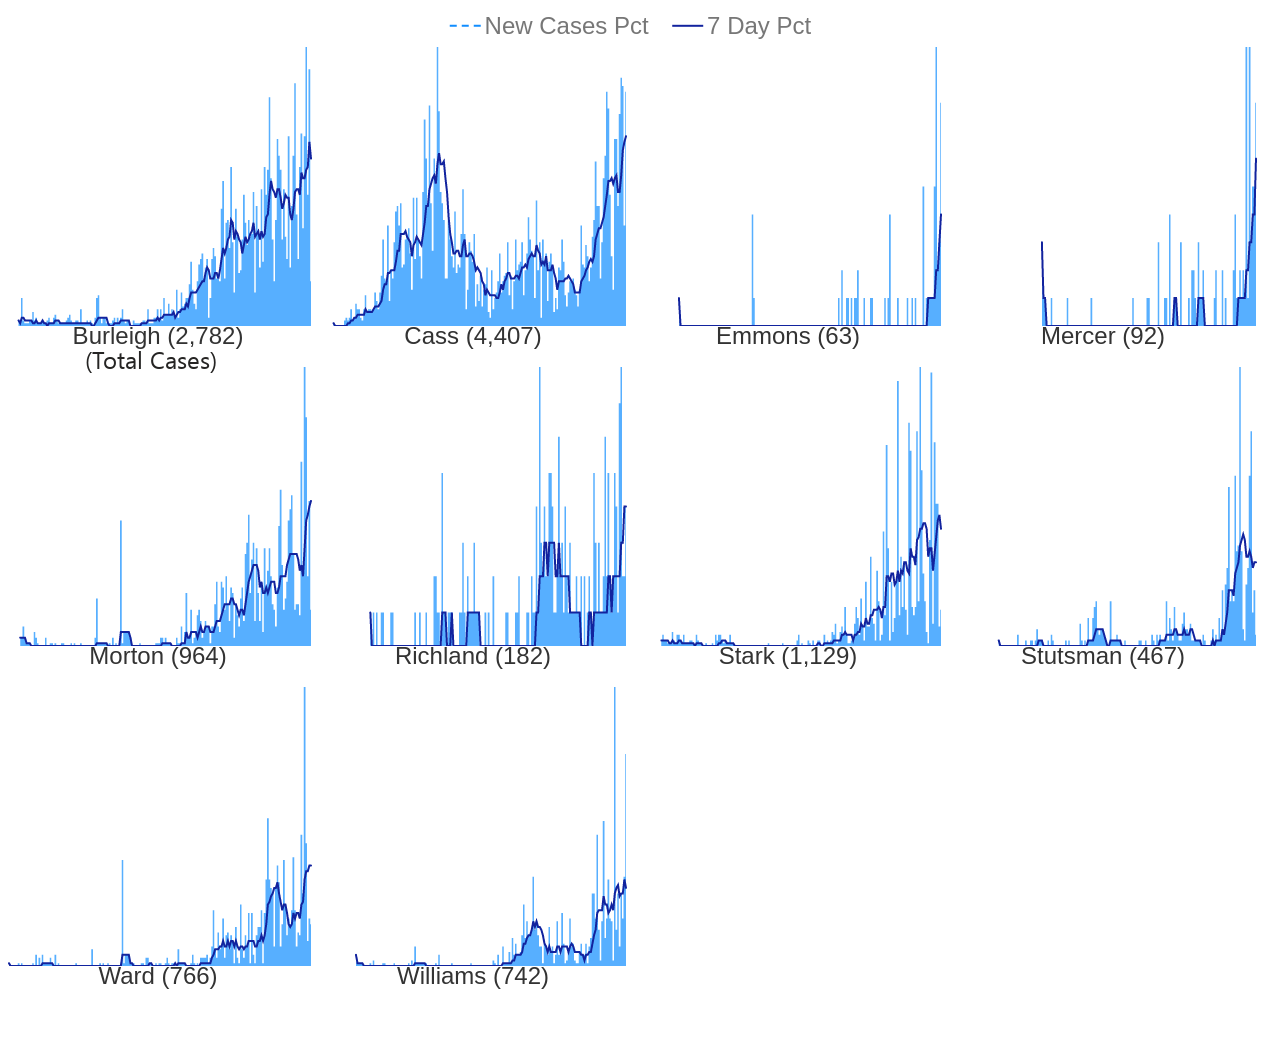 New Cases Pct 7 Day Pct
Burleigh (2,782) Cass (4,407) Emmons (63) Mercer (92)
(Total Cases)
Morton (964) Richland (182) Stark (1,129) Stutsman (467)
Ward (766) Williams (742)